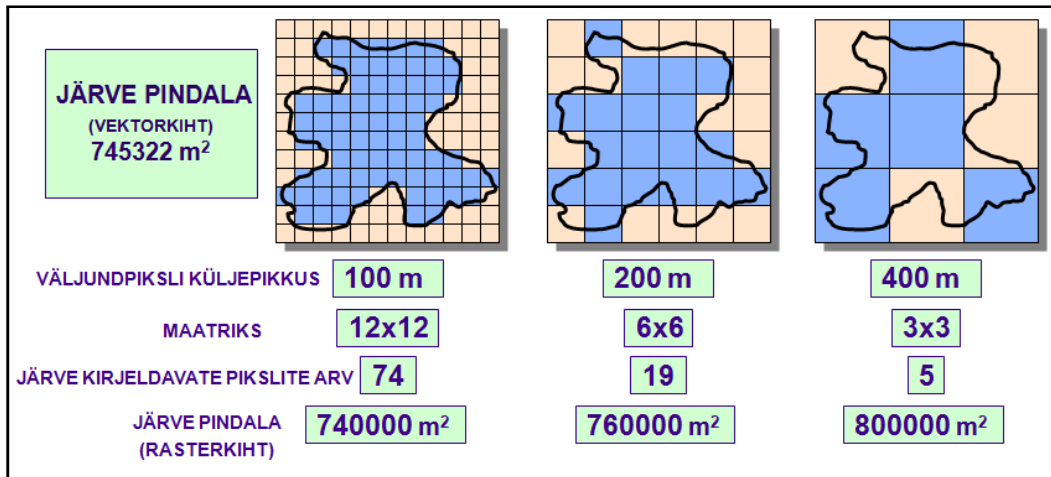 JÄRVE PINDALA
(VEKTORKIHT)
745322 m²
VÄLJUNDPIKSLI KÜLJEPIKKUS 100 m 200 m 400 m
MAATRIKS 12x12 6x6 3x3
JÄRVE KIRJELDAVATE PIKSLITE ARV 74 19 5
JÄRVE PINDALA 740000 m² 760000 m² 800000 m²
(RASTERKIHT)